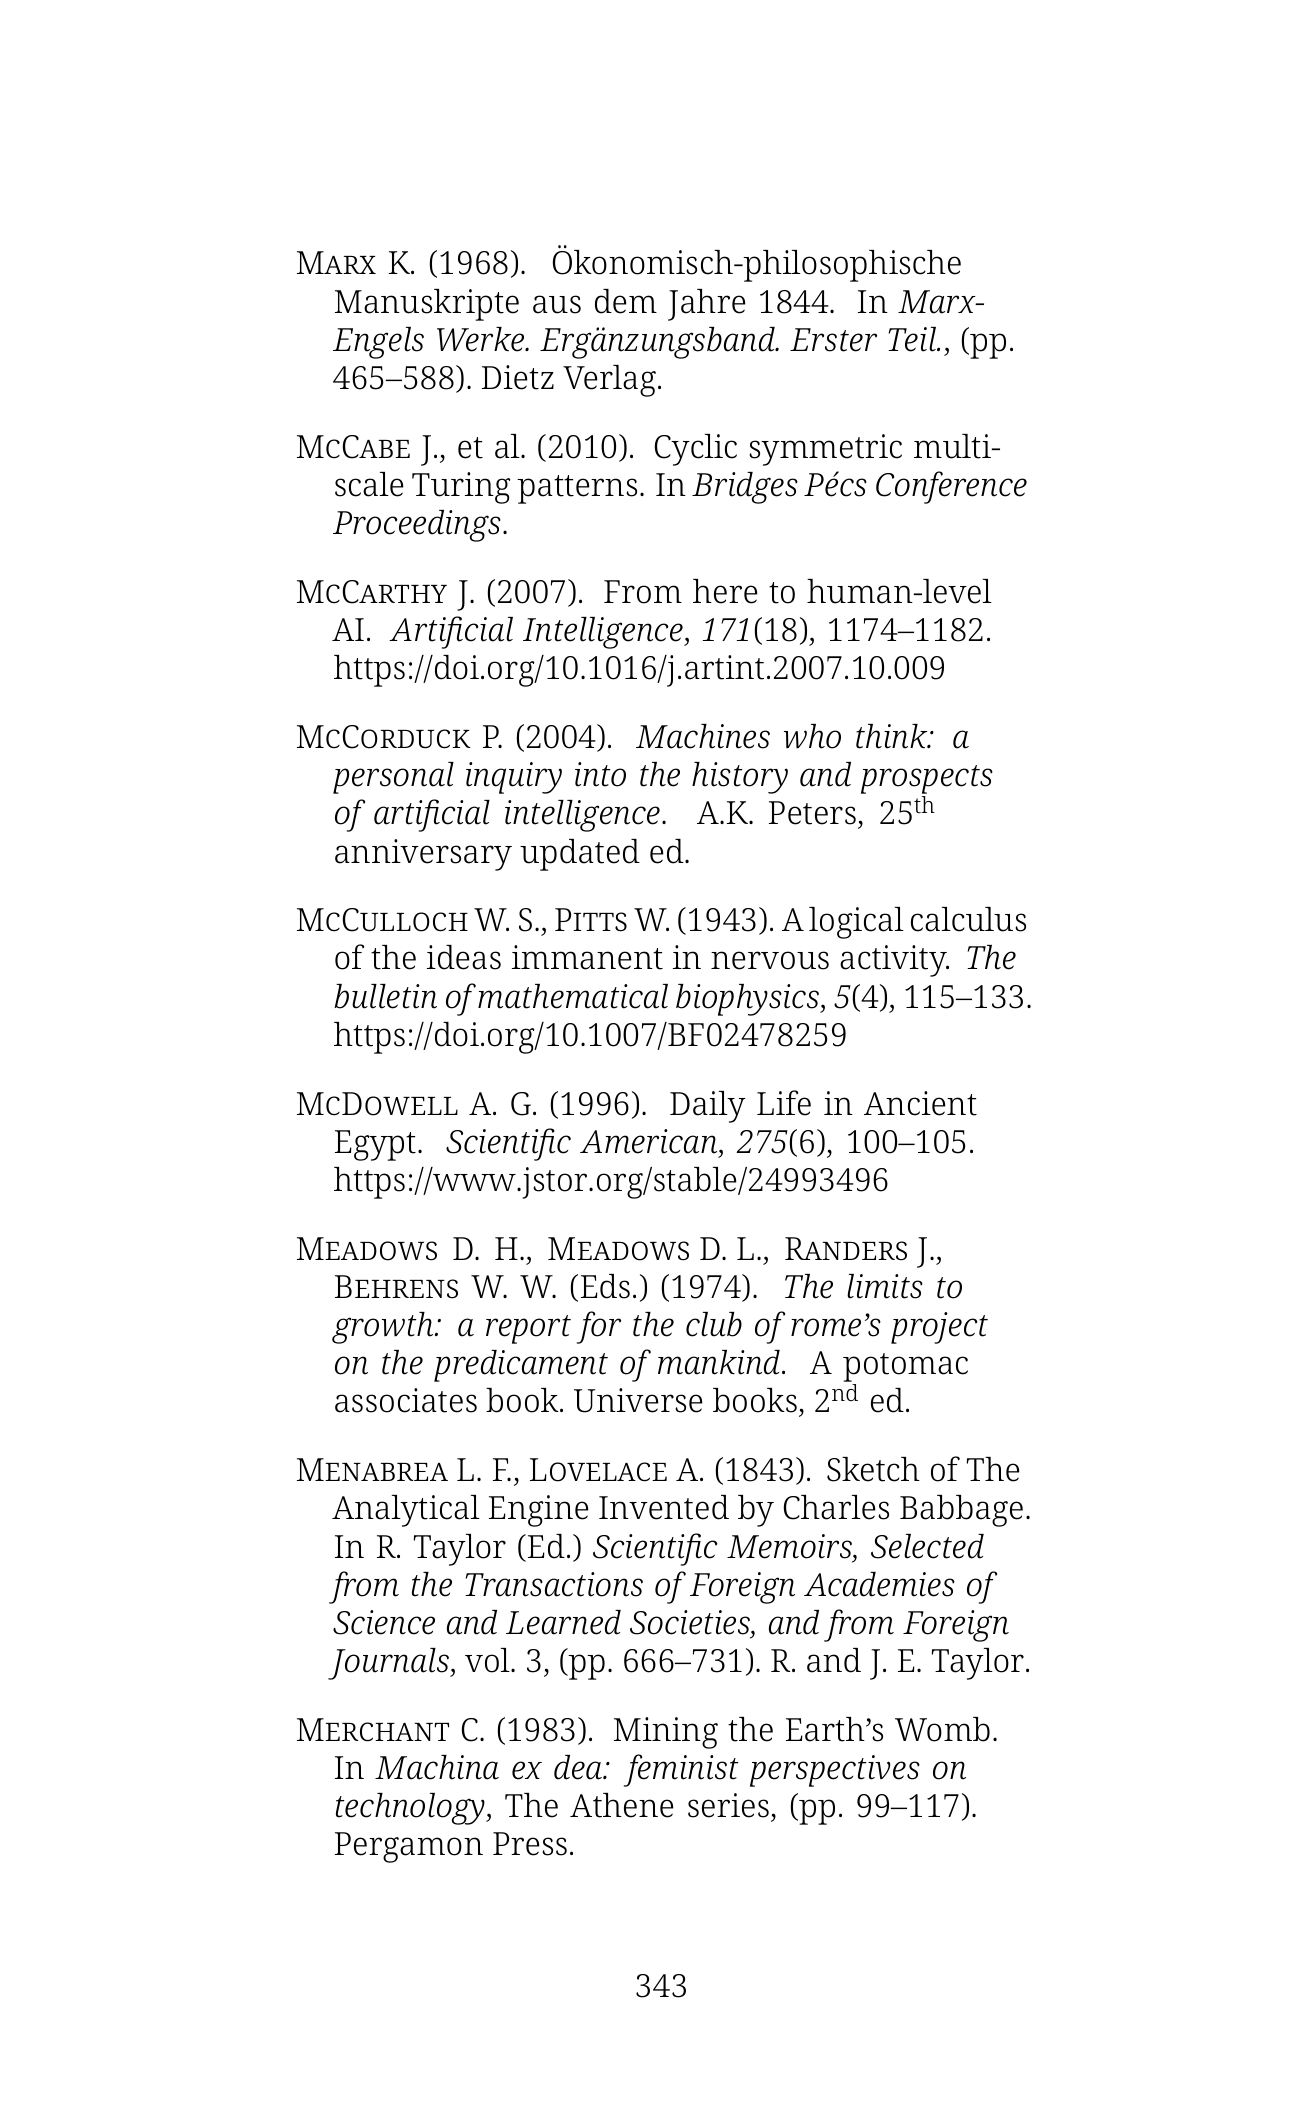 Marx K. (1968). Ökonomisch-philosophische
Manuskripte aus dem Jahre 1844. In Marx-
Engels Werke. Ergänzungsband. Erster Teil., (pp.
465–588). Dietz Verlag.
McCabe J., et al. (2010). Cyclic symmetric multi-
scale Turing patterns. In Bridges Pécs Conference
Proceedings.
McCarthy J. (2007). From here to human-level
AI. Artificial Intelligence, 171(18), 1174–1182.
https://doi.org/10.1016/j.artint.2007.10.009
McCorduck P. (2004). Machines who think: a
personal inquiry into the history and prospects
of artificial intelligence. A.K. Peters, 25th
anniversary updated ed.
McCulloch W. S., Pitts W. (1943). A logical calculus
of the ideas immanent in nervous activity. The
bulletin of mathematical biophysics, 5(4), 115–133.
https://doi.org/10.1007/BF02478259
McDowell A. G. (1996). Daily Life in Ancient
Egypt. Scientific American, 275(6), 100–105.
https://www.jstor.org/stable/24993496
Meadows D. H., Meadows D. L., Randers J.,
Behrens W. W. (Eds.) (1974). The limits to
growth: a report for the club of rome’s project
on the predicament of mankind. A potomac
associates book. Universe books, 2nd ed.
Menabrea L. F., Lovelace A. (1843). Sketch of The
Analytical Engine Invented by Charles Babbage.
In R. Taylor (Ed.) Scientific Memoirs, Selected
from the Transactions of Foreign Academies of
Science and Learned Societies, and from Foreign
Journals, vol. 3, (pp. 666–731). R. and J. E. Taylor.
Merchant C. (1983). Mining the Earth’s Womb.
In Machina ex dea: feminist perspectives on
technology, The Athene series, (pp. 99–117).
Pergamon Press.
343